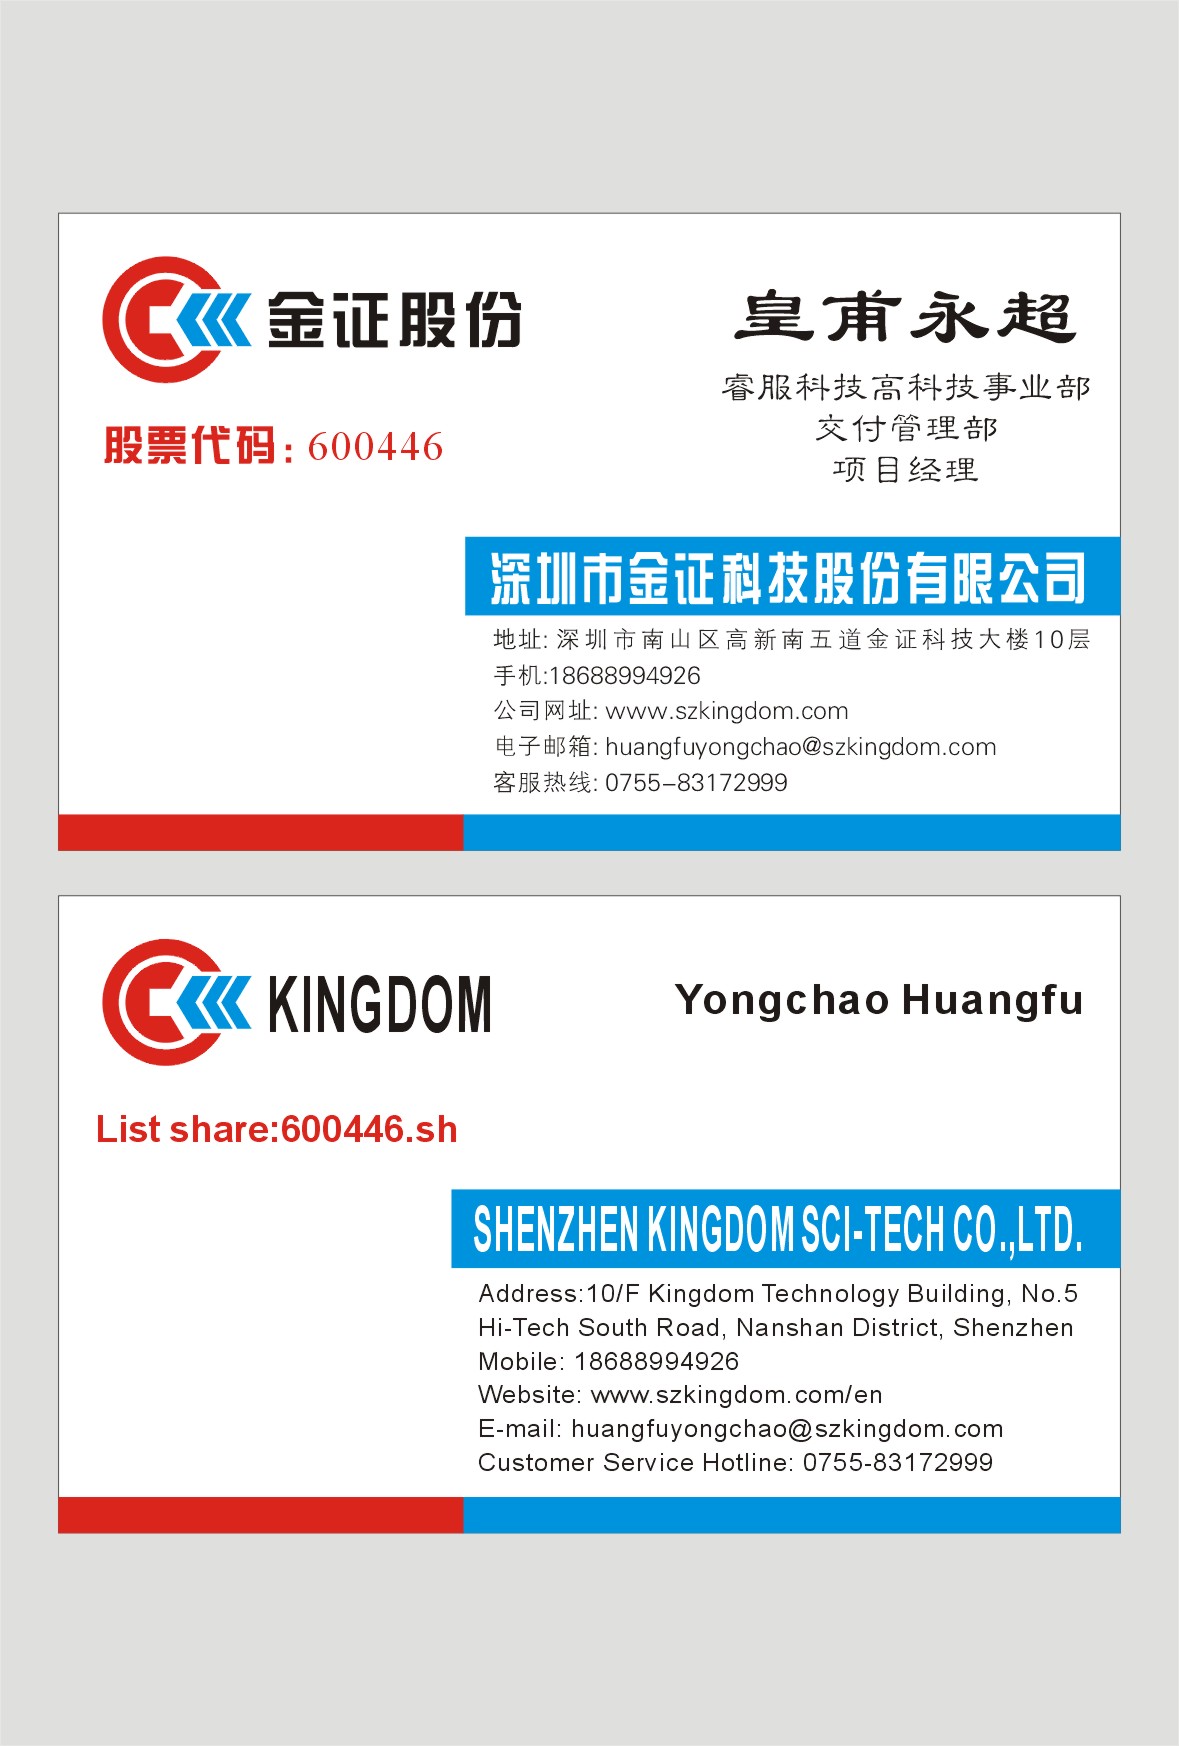 金证股份
皇甫永超
睿服科技高科技事业部
交付管理部
项目经理
股票代码: 600446
深圳市金证科技股份有限公司
地址: 深圳市南山区高新南五道金证科技大楼10层
手机:18688994926
公司网址: www.szkingdom.com
电子邮箱: huangfuyongchao@szkingdom.com
客服热线: 0755-83172999
KINGDOM
Yongchao Huangfu
List share:600446.sh
SHENZHEN KINGDOM SCI-TECH CO.,LTD.
Address:10/F Kingdom Technology Building, No.5
Hi-Tech South Road, Nanshan District, Shenzhen
Mobile: 18688994926
Website: www.szkingdom.com/en
E-mail: huangfuyongchao@szkingdom.com
Customer Service Hotline: 0755-83172999